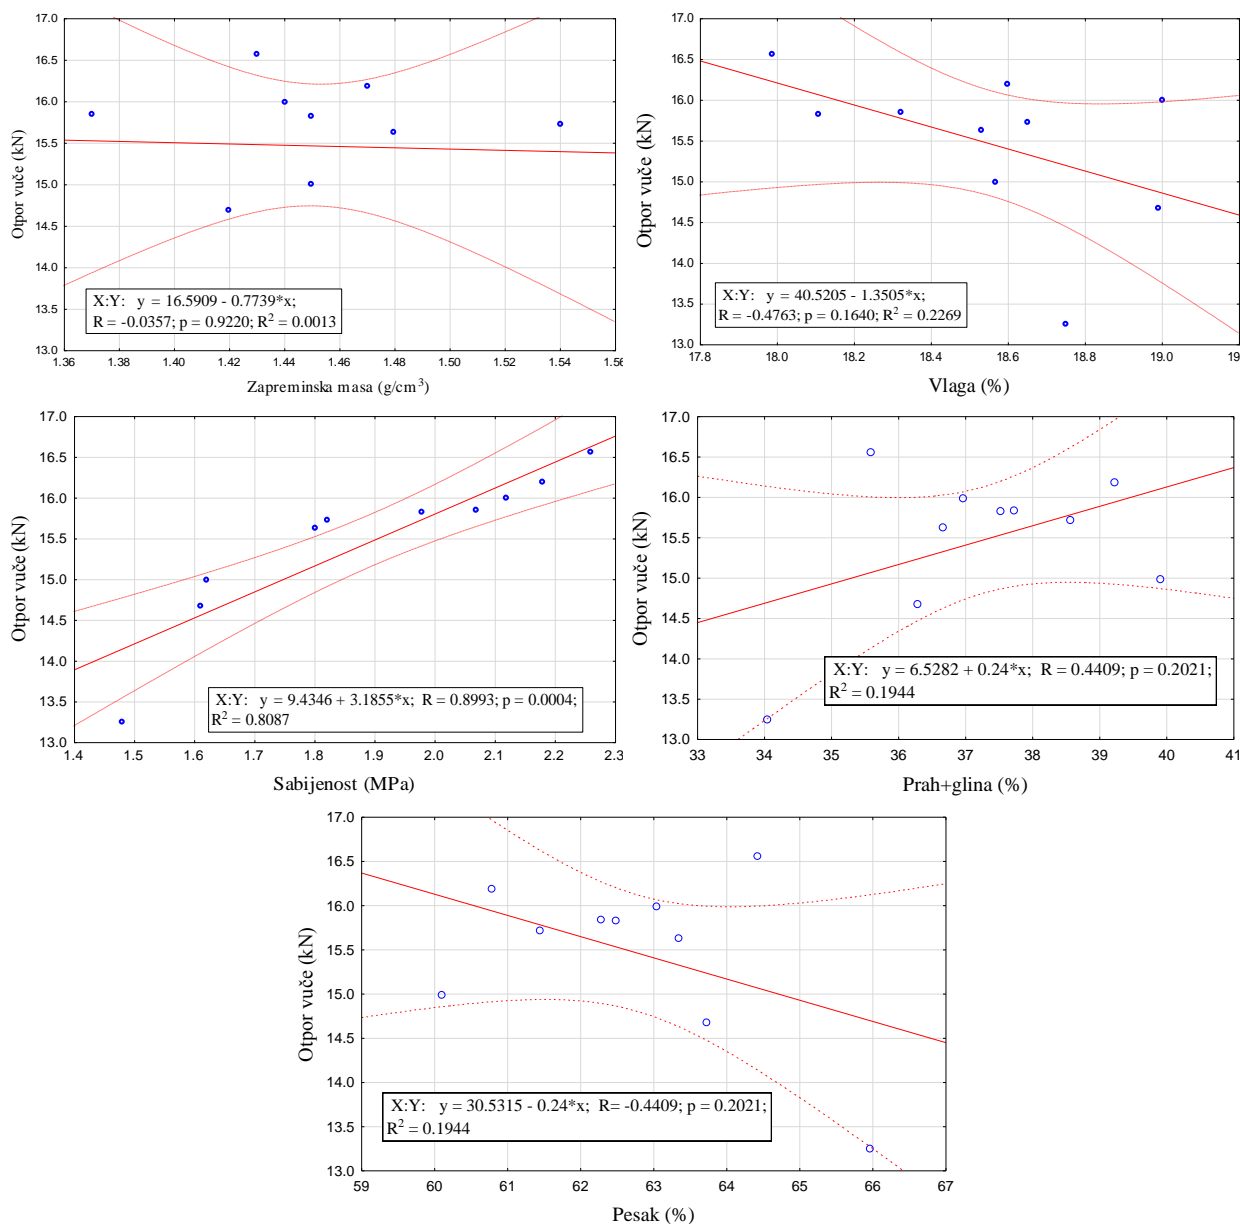 17.0
16.5
16.0
15.5
15.0
14.5
14.0
13.5
13.0
Otpor vuče (kN)
X:Y: y = 16.5909 - 0.7739*x;
R = -0.0357; p = 0.9220; R² = 0.0013
1.36 1.38 1.40 1.42 1.44 1.46 1.48 1.50 1.52 1.54 1.56
Zapreminska masa (g/cm³)
17.0
16.5
16.0
15.5
15.0
14.5
14.0
13.5
13.0
Otpor vuče (kN)
X:Y: y = 40.5205 - 1.3505*x;
R = -0.4763; p = 0.1640; R² = 0.2269
17.8 18.0 18.2 18.4 18.6 18.8 19.0 19.
Vlaga (%)
17.0
16.5
16.0
15.5
15.0
14.5
14.0
13.5
13.0
Otpor vuče (kN)
X:Y: y = 9.4346 + 3.1855*x; R = 0.8993; p = 0.0004;
R² = 0.8087
1.4 1.5 1.6 1.7 1.8 1.9 2.0 2.1 2.2 2.3
Sabijenost (MPa)
17.0
16.5
16.0
15.5
15.0
14.5
14.0
13.5
13.0
Otpor vuče (kN)
X:Y: y = 6.5282 + 0.24*x; R = 0.4409; p = 0.2021;
R² = 0.1944
33 34 35 36 37 38 39 40 41
Prah+glina (%)
17.0
16.5
16.0
15.5
15.0
14.5
14.0
13.5
13.0
Otpor vuče (kN)
X:Y: y = 30.5315 - 0.24*x; R= -0.4409; p = 0.2021;
R² = 0.1944
59 60 61 62 63 64 65 66 67
Pesak (%)